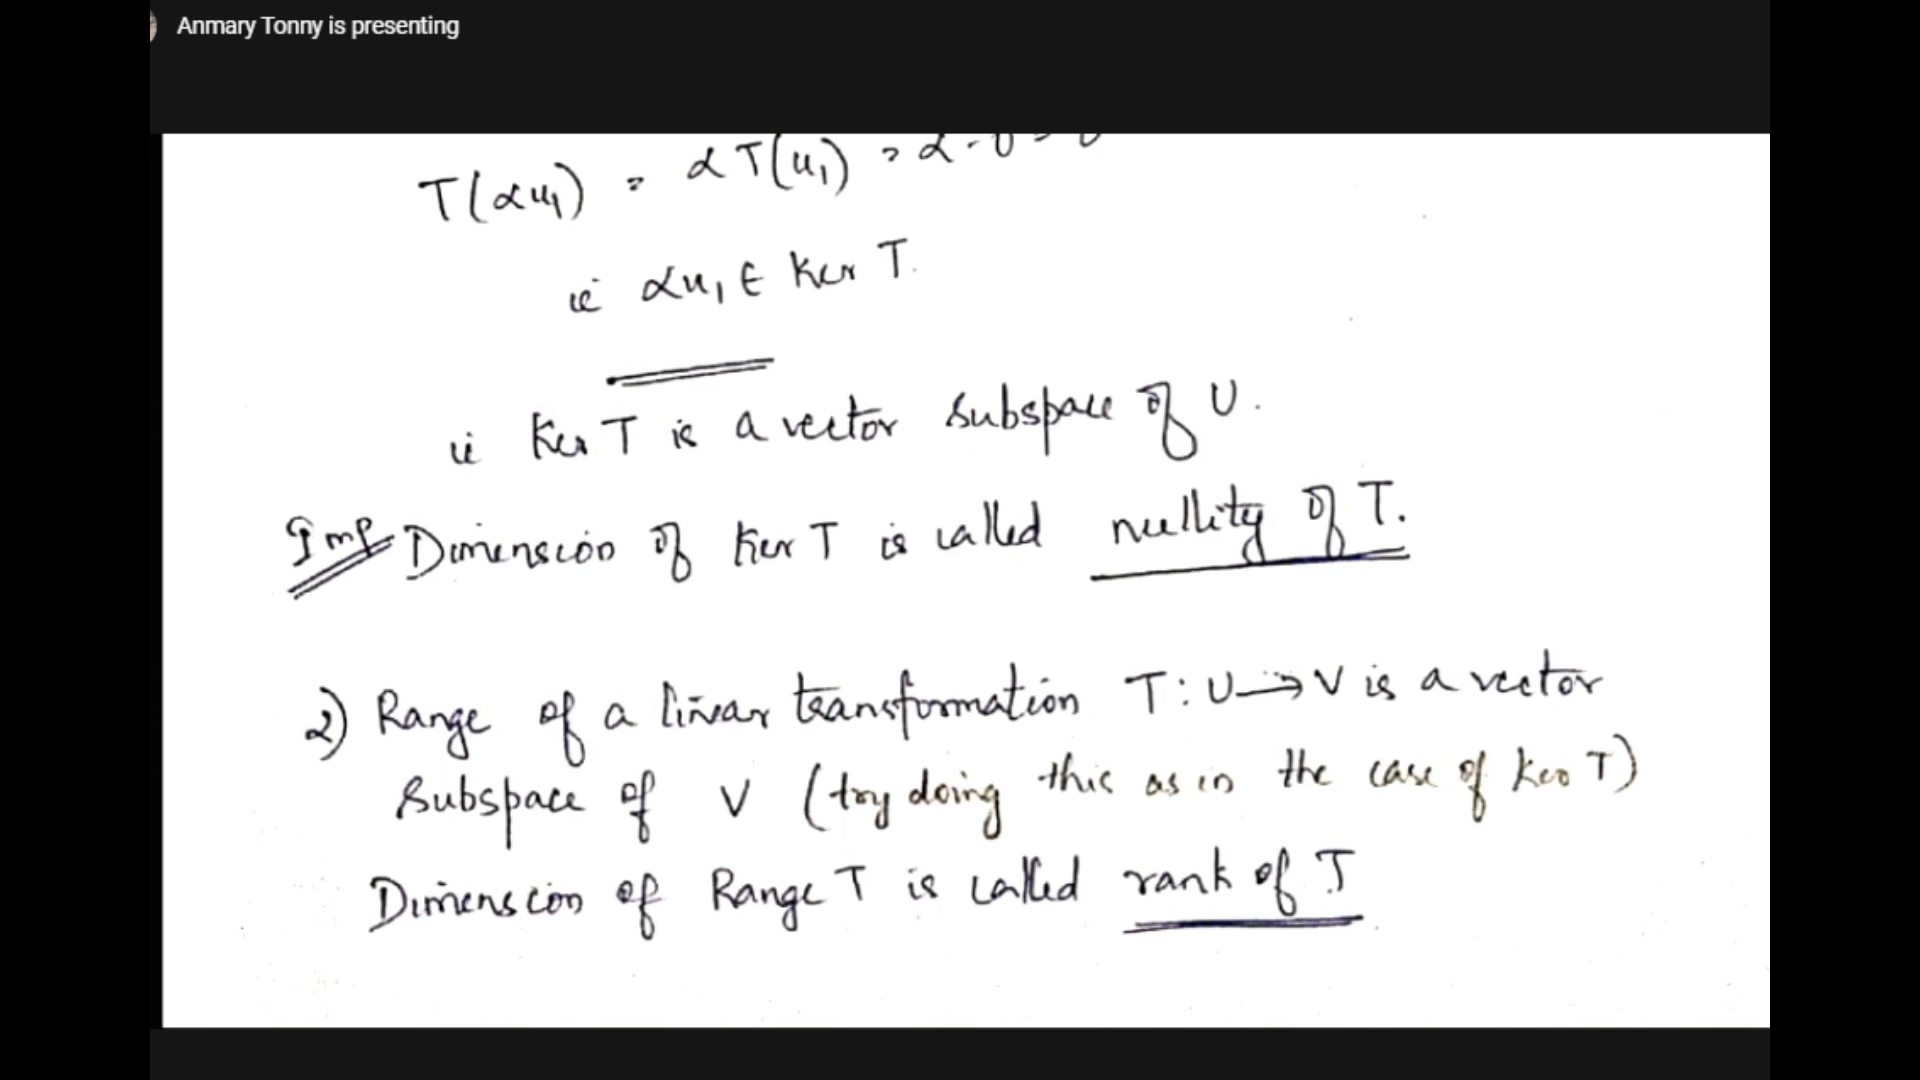 Anmary Tonny is presenting
T(αu₁) = αT(u₁) = α·0 = 0
ie αu₁ ∈ Ker T.
ie Ker T is a vector subspace of U.
Imp Dimension of Ker T is called nullity of T.
2) Range of a linear transformation T: U→V is a vector
subspace of V (try doing this as in the case of Ker T)
Dimension of Range T is called rank of T